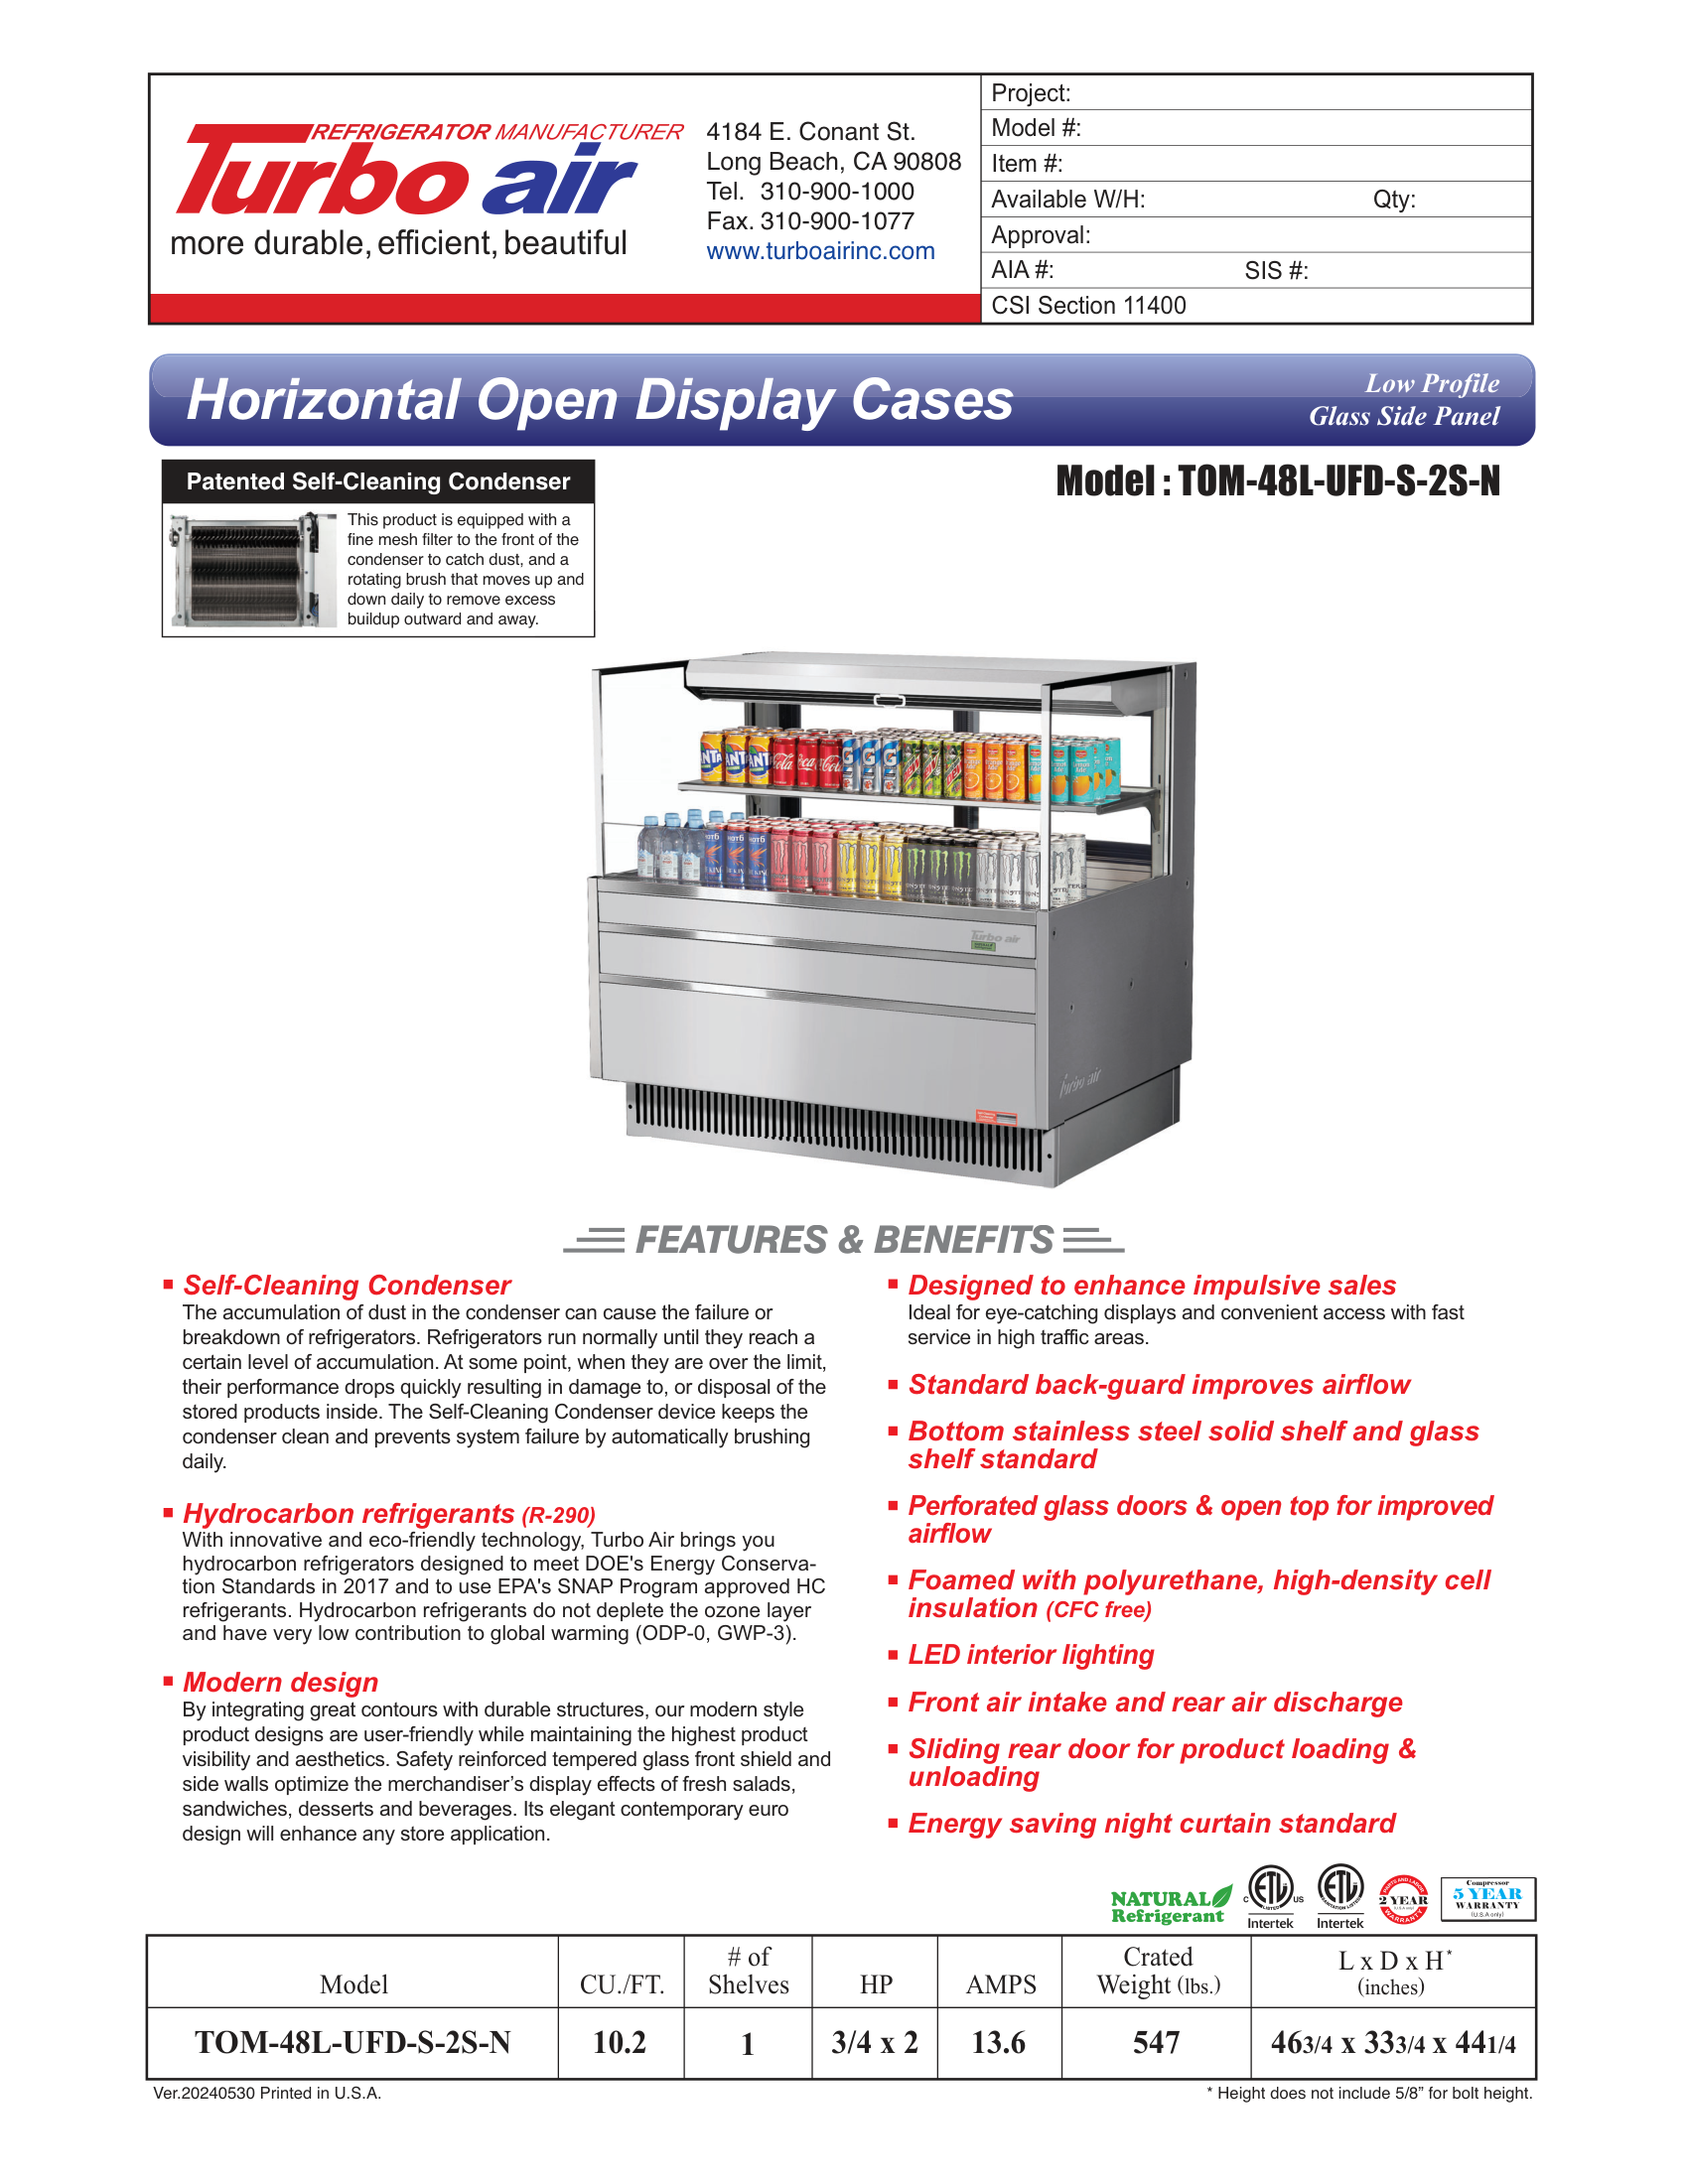 REFRIGERATOR MANUFACTURER
Turbo air
more durable, efficient, beautiful
4184 E. Conant St.
Long Beach, CA 90808
Tel. 310-900-1000
Fax. 310-900-1077
www.turboairinc.com
Project:
Model #:
Item #:
Available W/H: Qty:
Approval:
AIA #: SIS #:
CSI Section 11400
Horizontal Open Display Cases
Low Profile
Glass Side Panel
Patented Self-Cleaning Condenser
This product is equipped with a
fine mesh filter to the front of the
condenser to catch dust, and a
rotating brush that moves up and
down daily to remove excess
buildup outward and away.
Model : TOM-48L-UFD-S-2S-N
Turbo air
Turbo air
FEATURES & BENEFITS
Self-Cleaning Condenser
The accumulation of dust in the condenser can cause the failure or
breakdown of refrigerators. Refrigerators run normally until they reach a
certain level of accumulation. At some point, when they are over the limit,
their performance drops quickly resulting in damage to, or disposal of the
stored products inside. The Self-Cleaning Condenser device keeps the
condenser clean and prevents system failure by automatically brushing
daily.
Hydrocarbon refrigerants (R-290)
With innovative and eco-friendly technology, Turbo Air brings you
hydrocarbon refrigerators designed to meet DOE's Energy Conserva-
tion Standards in 2017 and to use EPA's SNAP Program approved HC
refrigerants. Hydrocarbon refrigerants do not deplete the ozone layer
and have very low contribution to global warming (ODP-0, GWP-3).
Modern design
By integrating great contours with durable structures, our modern style
product designs are user-friendly while maintaining the highest product
visibility and aesthetics. Safety reinforced tempered glass front shield and
side walls optimize the merchandiser's display effects of fresh salads,
sandwiches, desserts and beverages. Its elegant contemporary euro
design will enhance any store application.
Designed to enhance impulsive sales
Ideal for eye-catching displays and convenient access with fast
service in high traffic areas.
Standard back-guard improves airflow
Bottom stainless steel solid shelf and glass
shelf standard
Perforated glass doors & open top for improved
airflow
Foamed with polyurethane, high-density cell
insulation (CFC free)
LED interior lighting
Front air intake and rear air discharge
Sliding rear door for product loading &
unloading
Energy saving night curtain standard
NATURAL
Refrigerant
C ETL US
LISTED
Intertek
ETL
SANITATION LISTED
Intertek
PARTS AND LABOR
2 YEAR
(U.S.A only)
WARRANTY
Compressor
5 YEAR
WARRANTY
(U.S.A only)
Model CU./FT. # of Shelves HP AMPS Crated Weight (lbs.) L x D x H* (inches)
TOM-48L-UFD-S-2S-N 10.2 1 3/4 x 2 13.6 547 46 3/4 x 33 3/4 x 44 1/4
Ver.20240530 Printed in U.S.A.
* Height does not include 5/8" for bolt height.